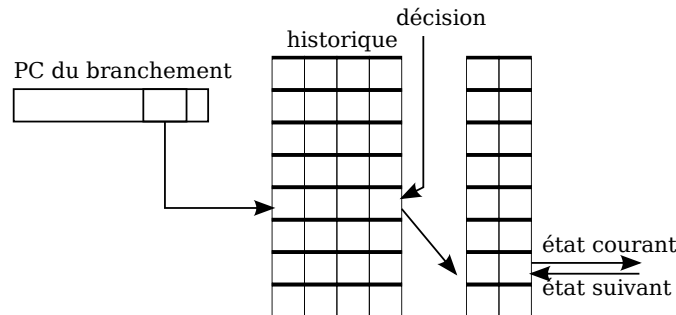 décision
historique
PC du branchement
état courant
état suivant